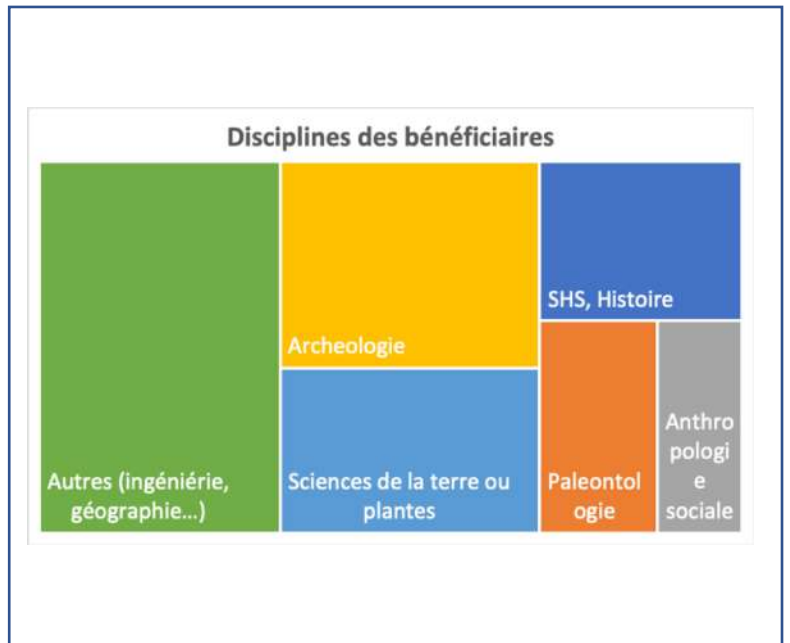 Disciplines des bénéficiaires
Autres (ingéniérie,
géographie...)
Archeologie
Sciences de la terre ou
plantes
SHS, Histoire
Paleontol
ogie
Anthro
pologi
e
sociale